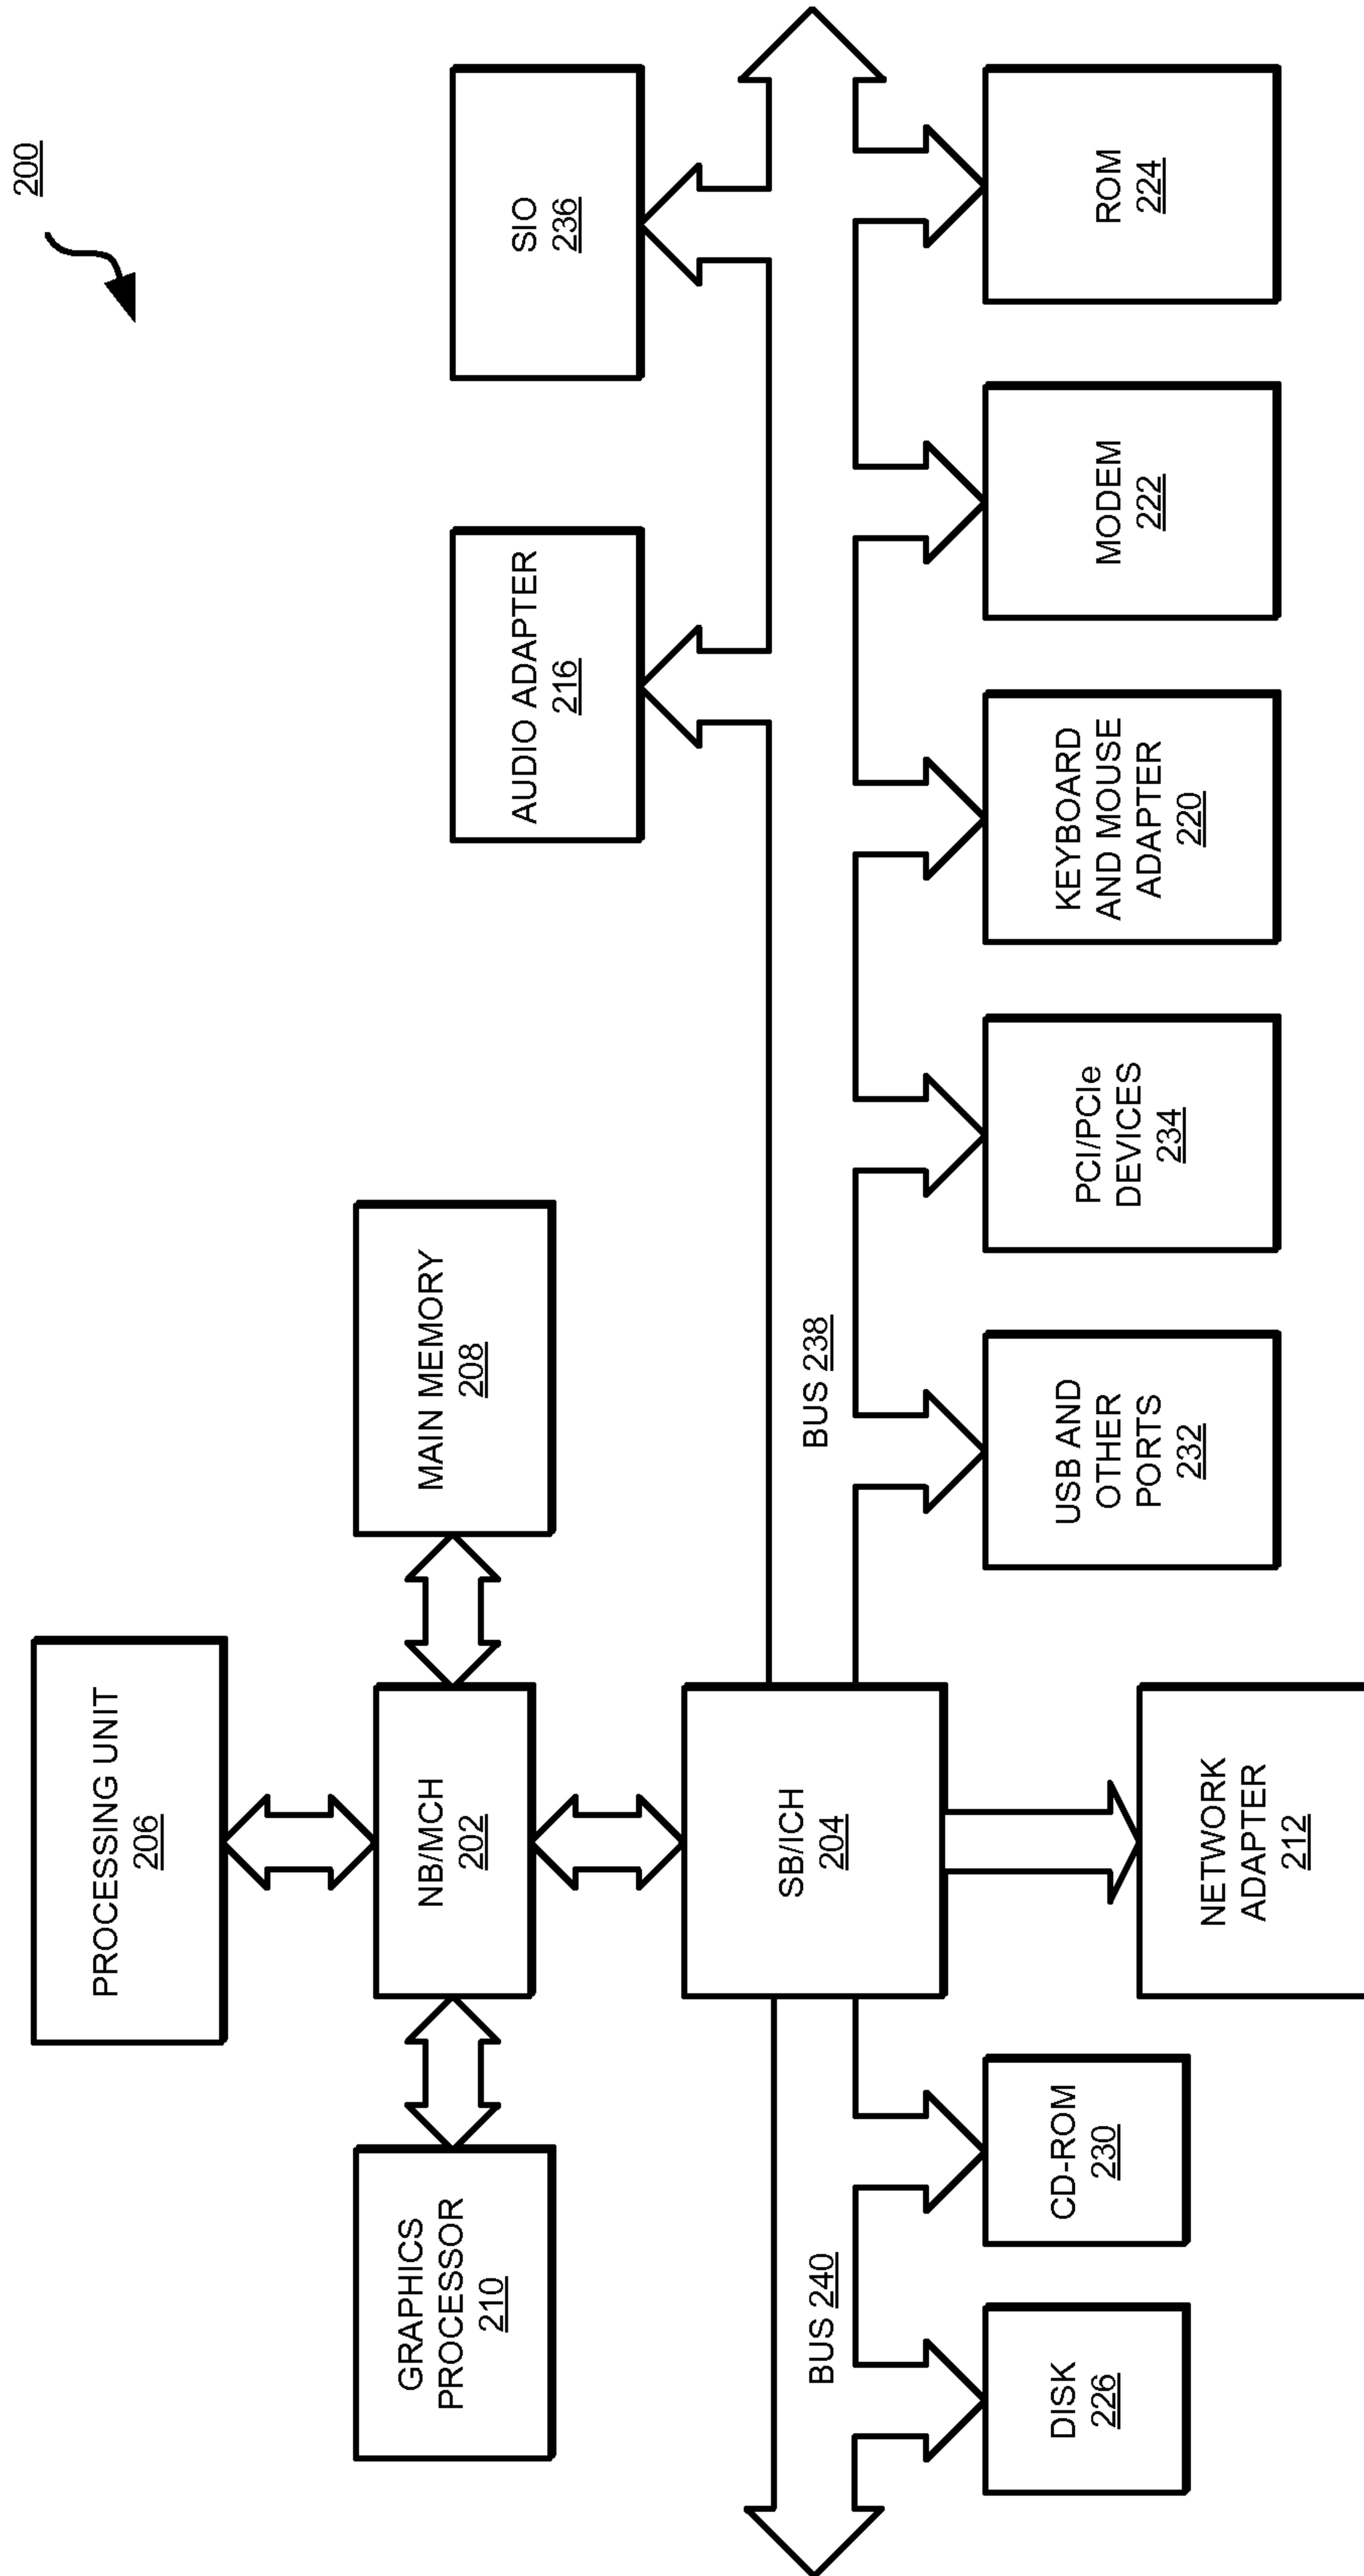 200
PROCESSING UNIT
206
GRAPHICS
PROCESSOR
210
NB/MCH
202
MAIN MEMORY
208
AUDIO ADAPTER
216
SIO
236
SB/ICH
204
BUS 240
BUS 238
DISK
226
CD-ROM
230
USB AND
OTHER
PORTS
232
PCI/PCIe
DEVICES
234
KEYBOARD
AND MOUSE
ADAPTER
220
MODEM
222
ROM
224
NETWORK
ADAPTER
212